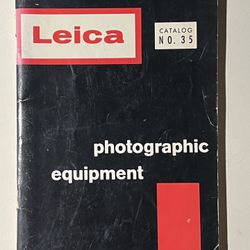 Leica
CATALOG
NO. 35
photographic
equipment